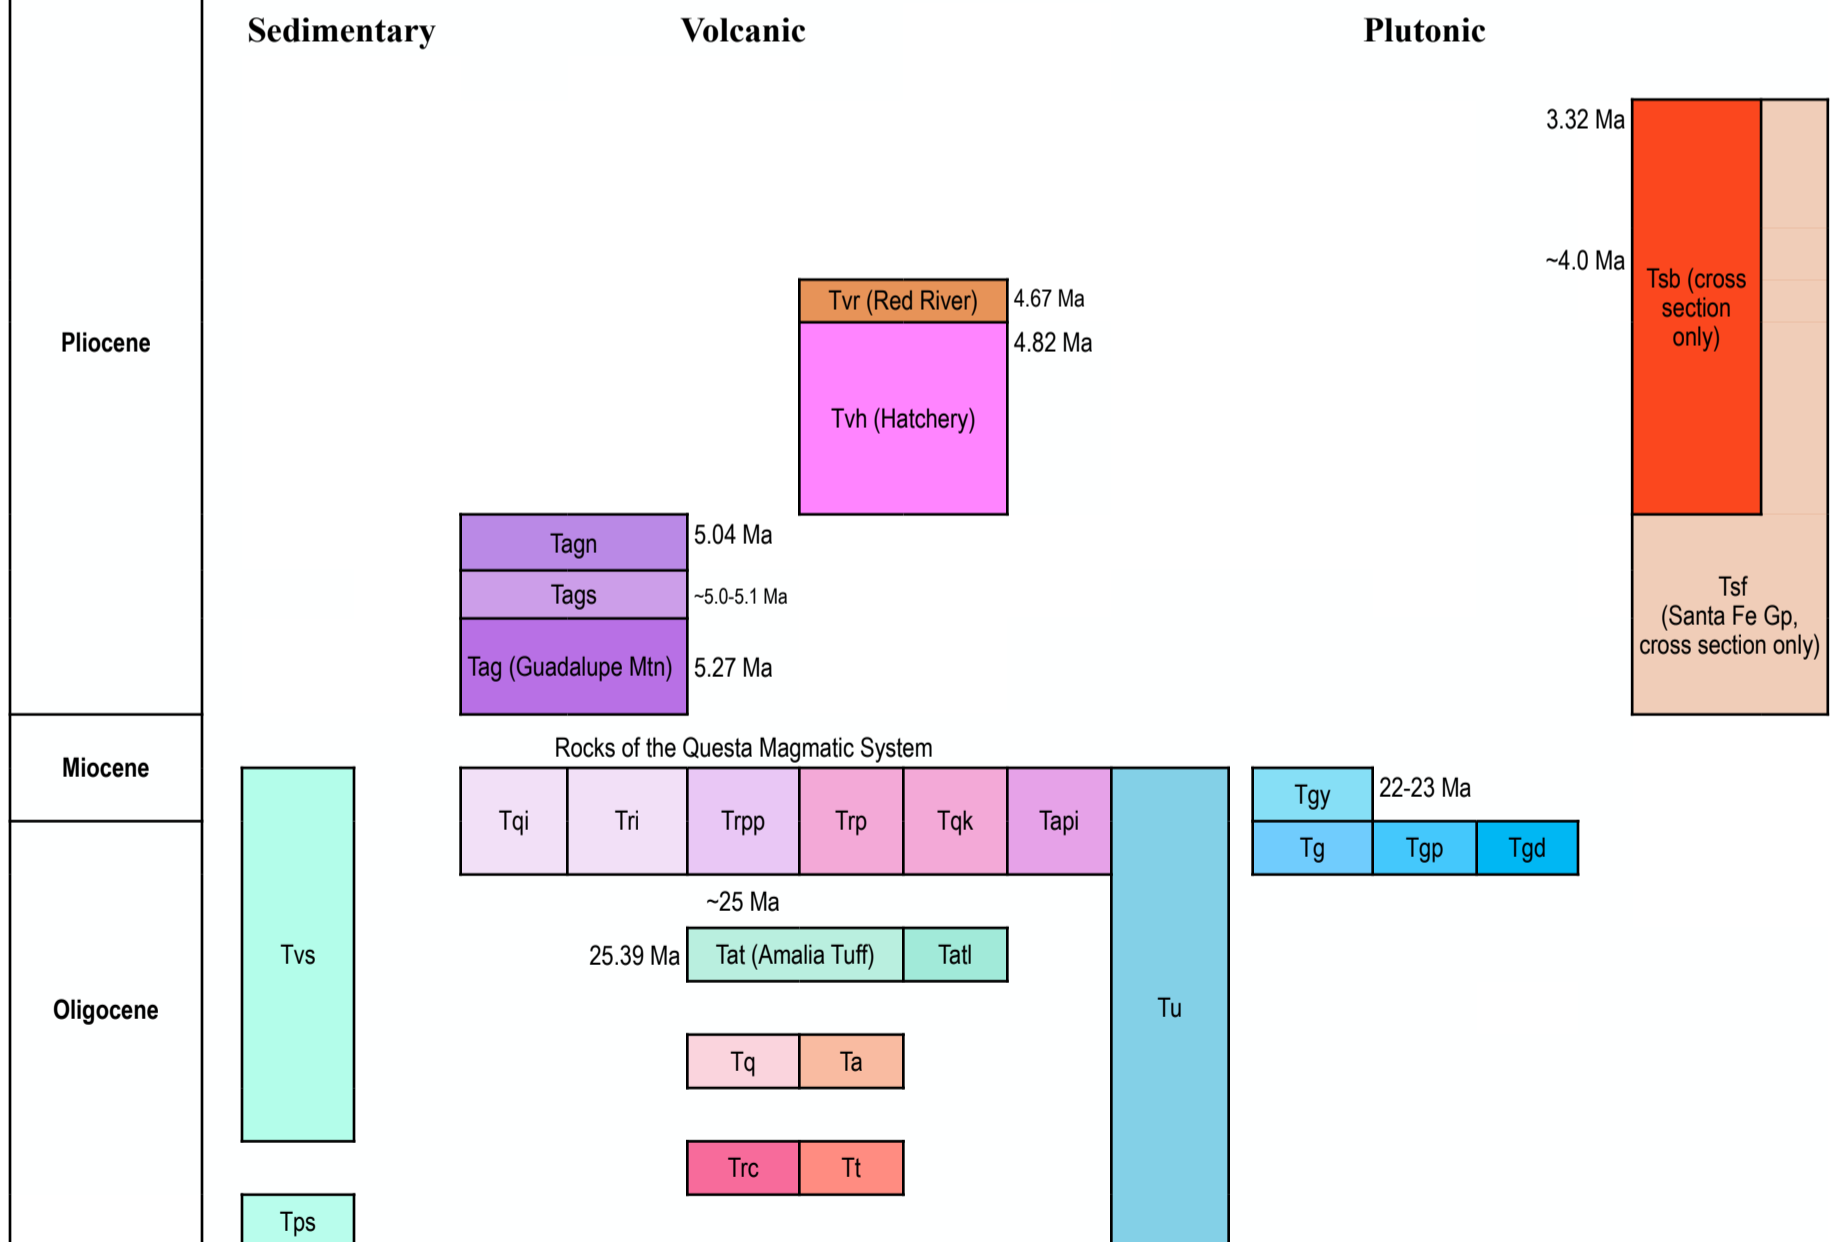 Sedimentary
Volcanic
Plutonic
3.32 Ma
~4.0 Ma
Tsb (cross
section
only)
Tvr (Red River)
4.67 Ma
4.82 Ma
Pliocene
Tvh (Hatchery)
Tagn
5.04 Ma
Tags
~5.0-5.1 Ma
Tag (Guadalupe Mtn)
5.27 Ma
Tsf
(Santa Fe Gp,
cross section only)
Miocene
Rocks of the Questa Magmatic System
Tqi
Tri
Trpp
Trp
Tqk
Tapi
Tgy
22-23 Ma
Tg
Tgp
Tgd
~25 Ma
25.39 Ma
Tat (Amalia Tuff)
Tatl
Tvs
Oligocene
Tu
Tq
Ta
Trc
Tt
Tps